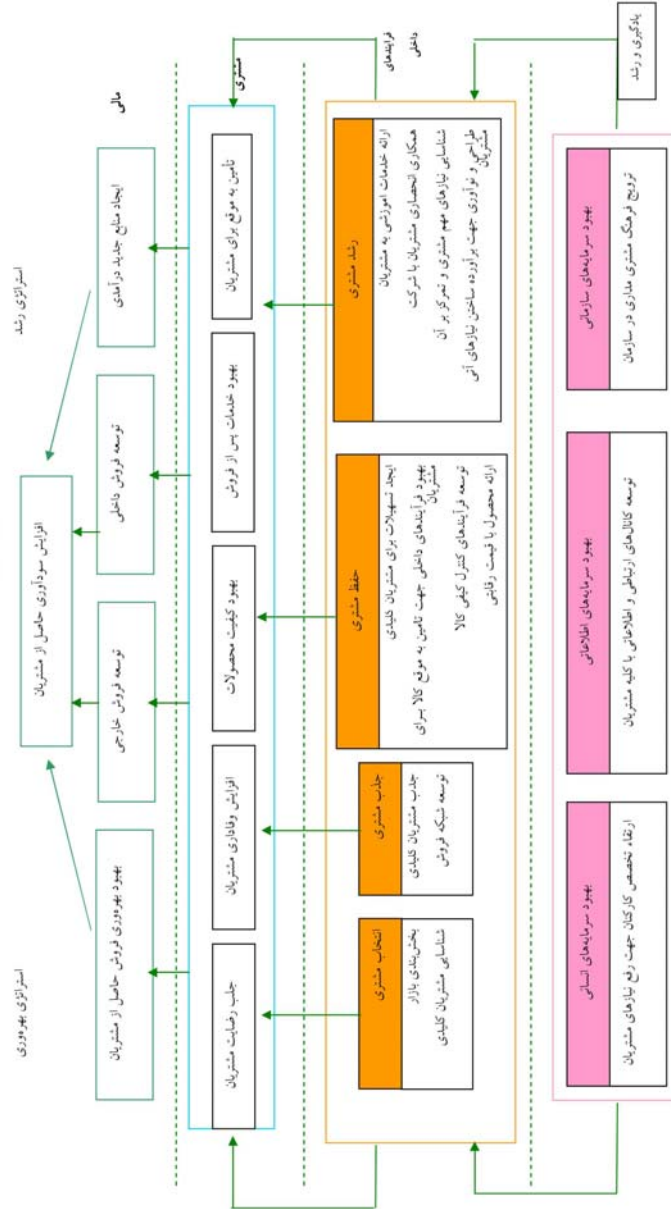 استراتژی رشد
استراتژی بهره‌وری
افزایش سودآوری حاصل از مشتریان
مالی
ایجاد منابع جدید درآمدی
توسعه فروش داخلی
توسعه فروش خارجی
بهبود بهره‌وری فروش حاصل از مشتریان
مشتری
تأمین به موقع برای مشتریان
بهبود خدمات پس از فروش
بهبود کیفیت محصولات
افزایش وفاداری مشتریان
جلب رضایت مشتریان
فرایندهای
داخلی
رشد مشتری
ارائه خدمات اموزشی به مشتریان
همکاری انحصاری مشتریان با شرکت
شناسایی نیازهای مهم مشتری و تمرکز بر آن
طراحی و نوآوری جهت برآورده ساختن نیازهای آتی
مشتریان
حفظ مشتری
ایجد تسهیلات برای مشتریان کلیدی
بهبود فرآیندهای داخلی جهت تامین به موقع کالا برای
مشتریان
توسعه فرآیندهای کنترل کیفی کالا
ارائه محصول با قیمت رقابتی
جذب مشتری
جذب مشتریان کلیدی
توسعه شبکه فروش
انتخاب مشتری
بخش‌بندی بازار
شناسایی مشتریان کلیدی
یادگیری و رشد
بهبود سرمایه‌های سازمانی
ترویج فرهنگ مشتری مداری در سازمان
بهبود سرمایه‌های اطلاعاتی
توسعه کانال‌های ارتباطی و اطلاعاتی با کلیه مشتریان
بهبود سرمایه‌های انسانی
ارتقاء تخصص کارکنان جهت رفع نیازهای مشتریان